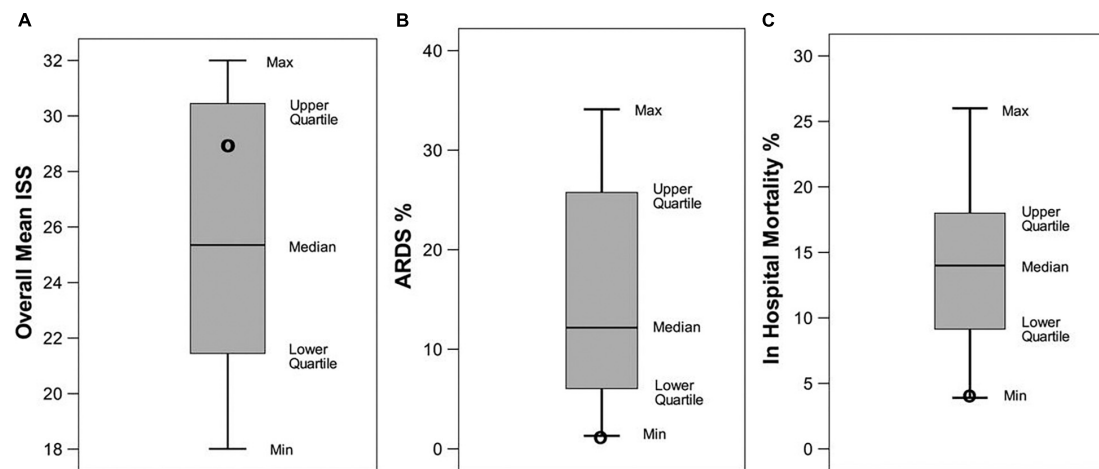 A
Overall Mean ISS
32
30
28
26
24
22
20
18
Max
Upper
Quartile
Median
Lower
Quartile
Min
B
ARDS %
40
30
20
10
0
Max
Upper
Quartile
Median
Lower
Quartile
Min
C
In Hospital Mortality %
30
25
20
15
10
5
0
Max
Upper
Quartile
Median
Lower
Quartile
Min